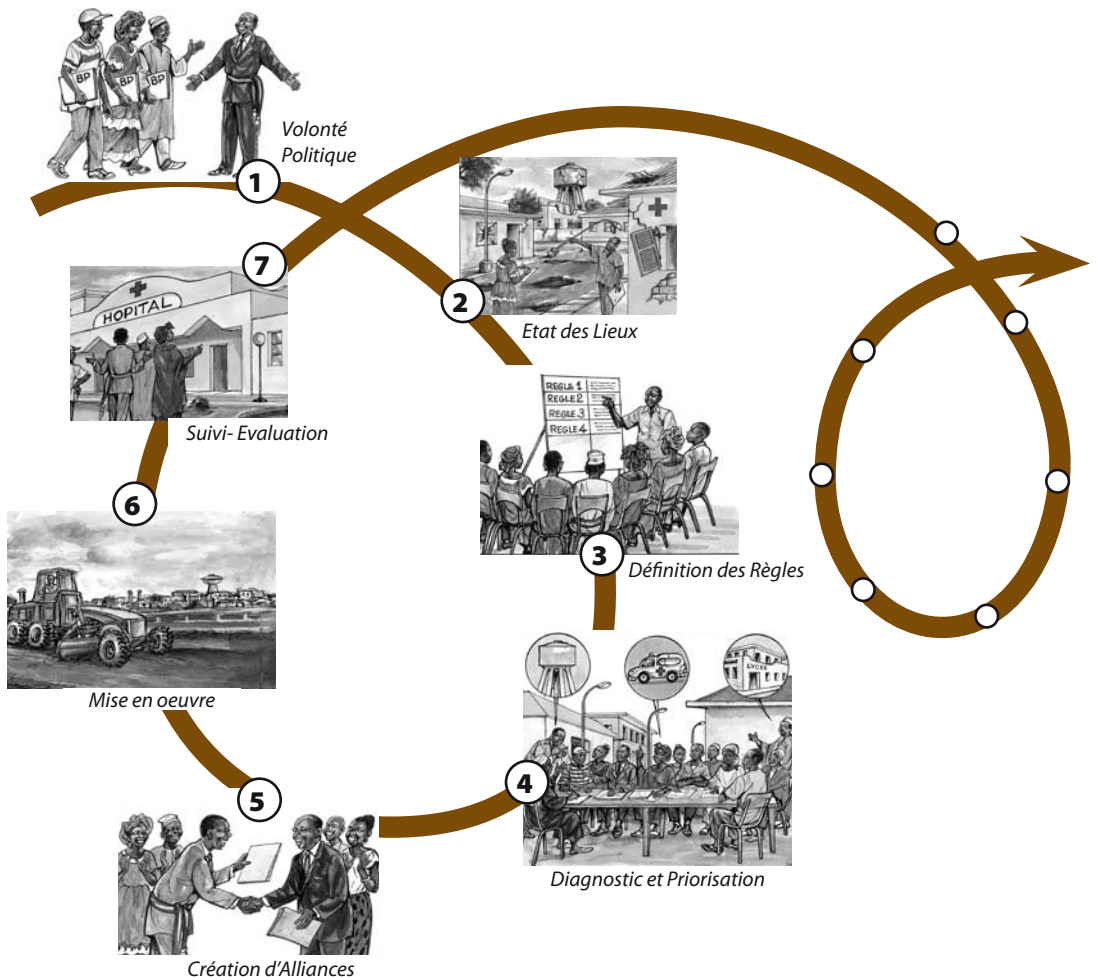 BP
BP
BP
Volonté
Politique
1
2
Etat des Lieux
REGLE 1
REGLE 2
REGLE 3
REGLE 4
3
Définition des Règles
LYCEE
4
Diagnostic et Priorisation
5
Création d'Alliances
6
Mise en oeuvre
7
HOPITAL
Suivi- Evaluation